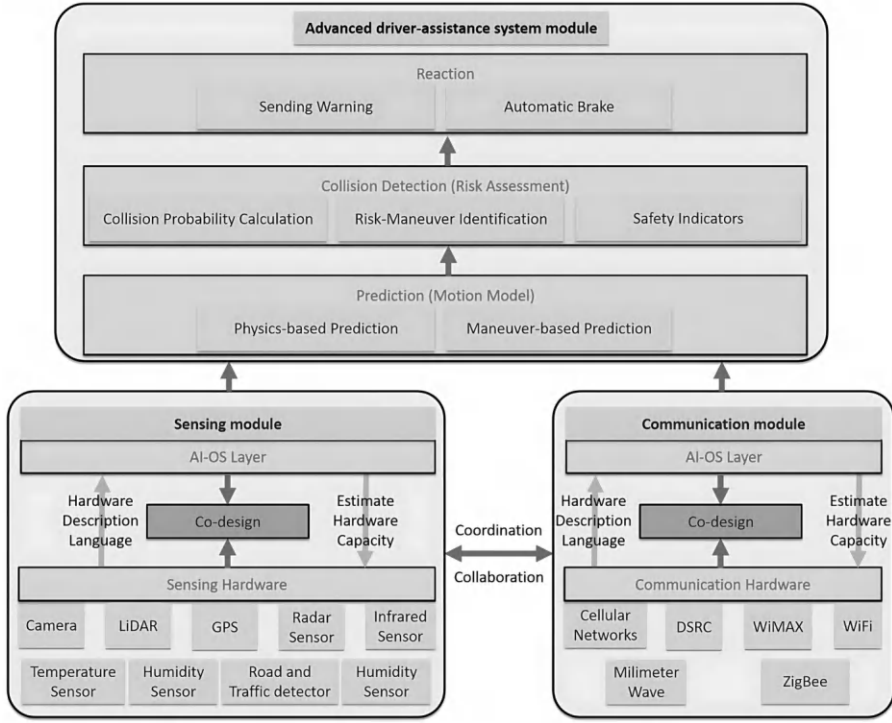 Advanced driver-assistance system module
Reaction
Sending Warning
Automatic Brake
Collision Detection (Risk Assessment)
Collision Probability Calculation
Risk-Maneuver Identification
Safety Indicators
Prediction (Motion Model)
Physics-based Prediction
Maneuver-based Prediction
Sensing module
AI-OS Layer
Hardware
Description
Language
Co-design
Estimate
Hardware
Capacity
Sensing Hardware
Camera
LiDAR
GPS
Radar
Sensor
Infrared
Sensor
Temperature
Sensor
Humidity
Sensor
Road and
Traffic detector
Humidity
Sensor
Coordination
Collaboration
Communication module
AI-OS Layer
Hardware
Description
Language
Co-design
Estimate
Hardware
Capacity
Communication Hardware
Cellular
Networks
DSRC
WiMAX
WiFi
Milimeter
Wave
ZigBee